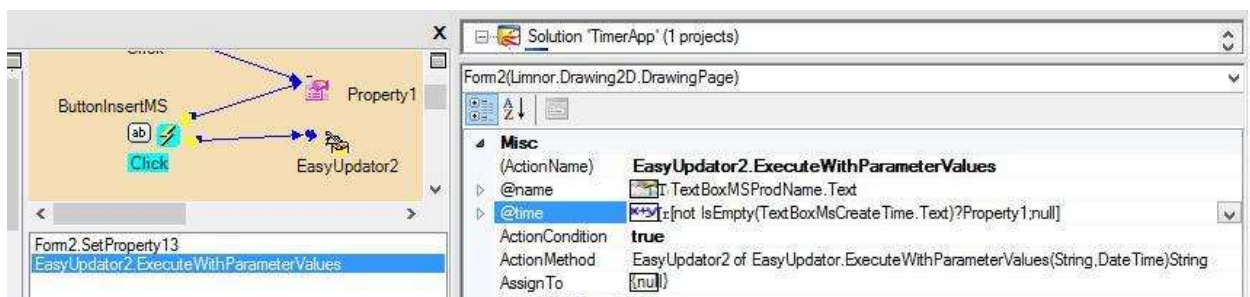 X
ButtonInsertMS
Property1
ab
Click
EasyUpdator2
Form2.SetProperty13
EasyUpdator2.ExecuteWithParameterValues
Solution 'TimerApp' (1 projects)
Form2(Limnor.Drawing2D.DrawingPage)
A
Z
Misc
(ActionName) EasyUpdator2.ExecuteWithParameterValues
@name TextBoxMSProdName.Text
@time [not IsEmpty(TextBoxMsCreateTime.Text)?Property1;null]
ActionCondition true
ActionMethod EasyUpdator2 of EasyUpdator.ExecuteWithParameterValues(String,DateTime)String
AssignTo {null}